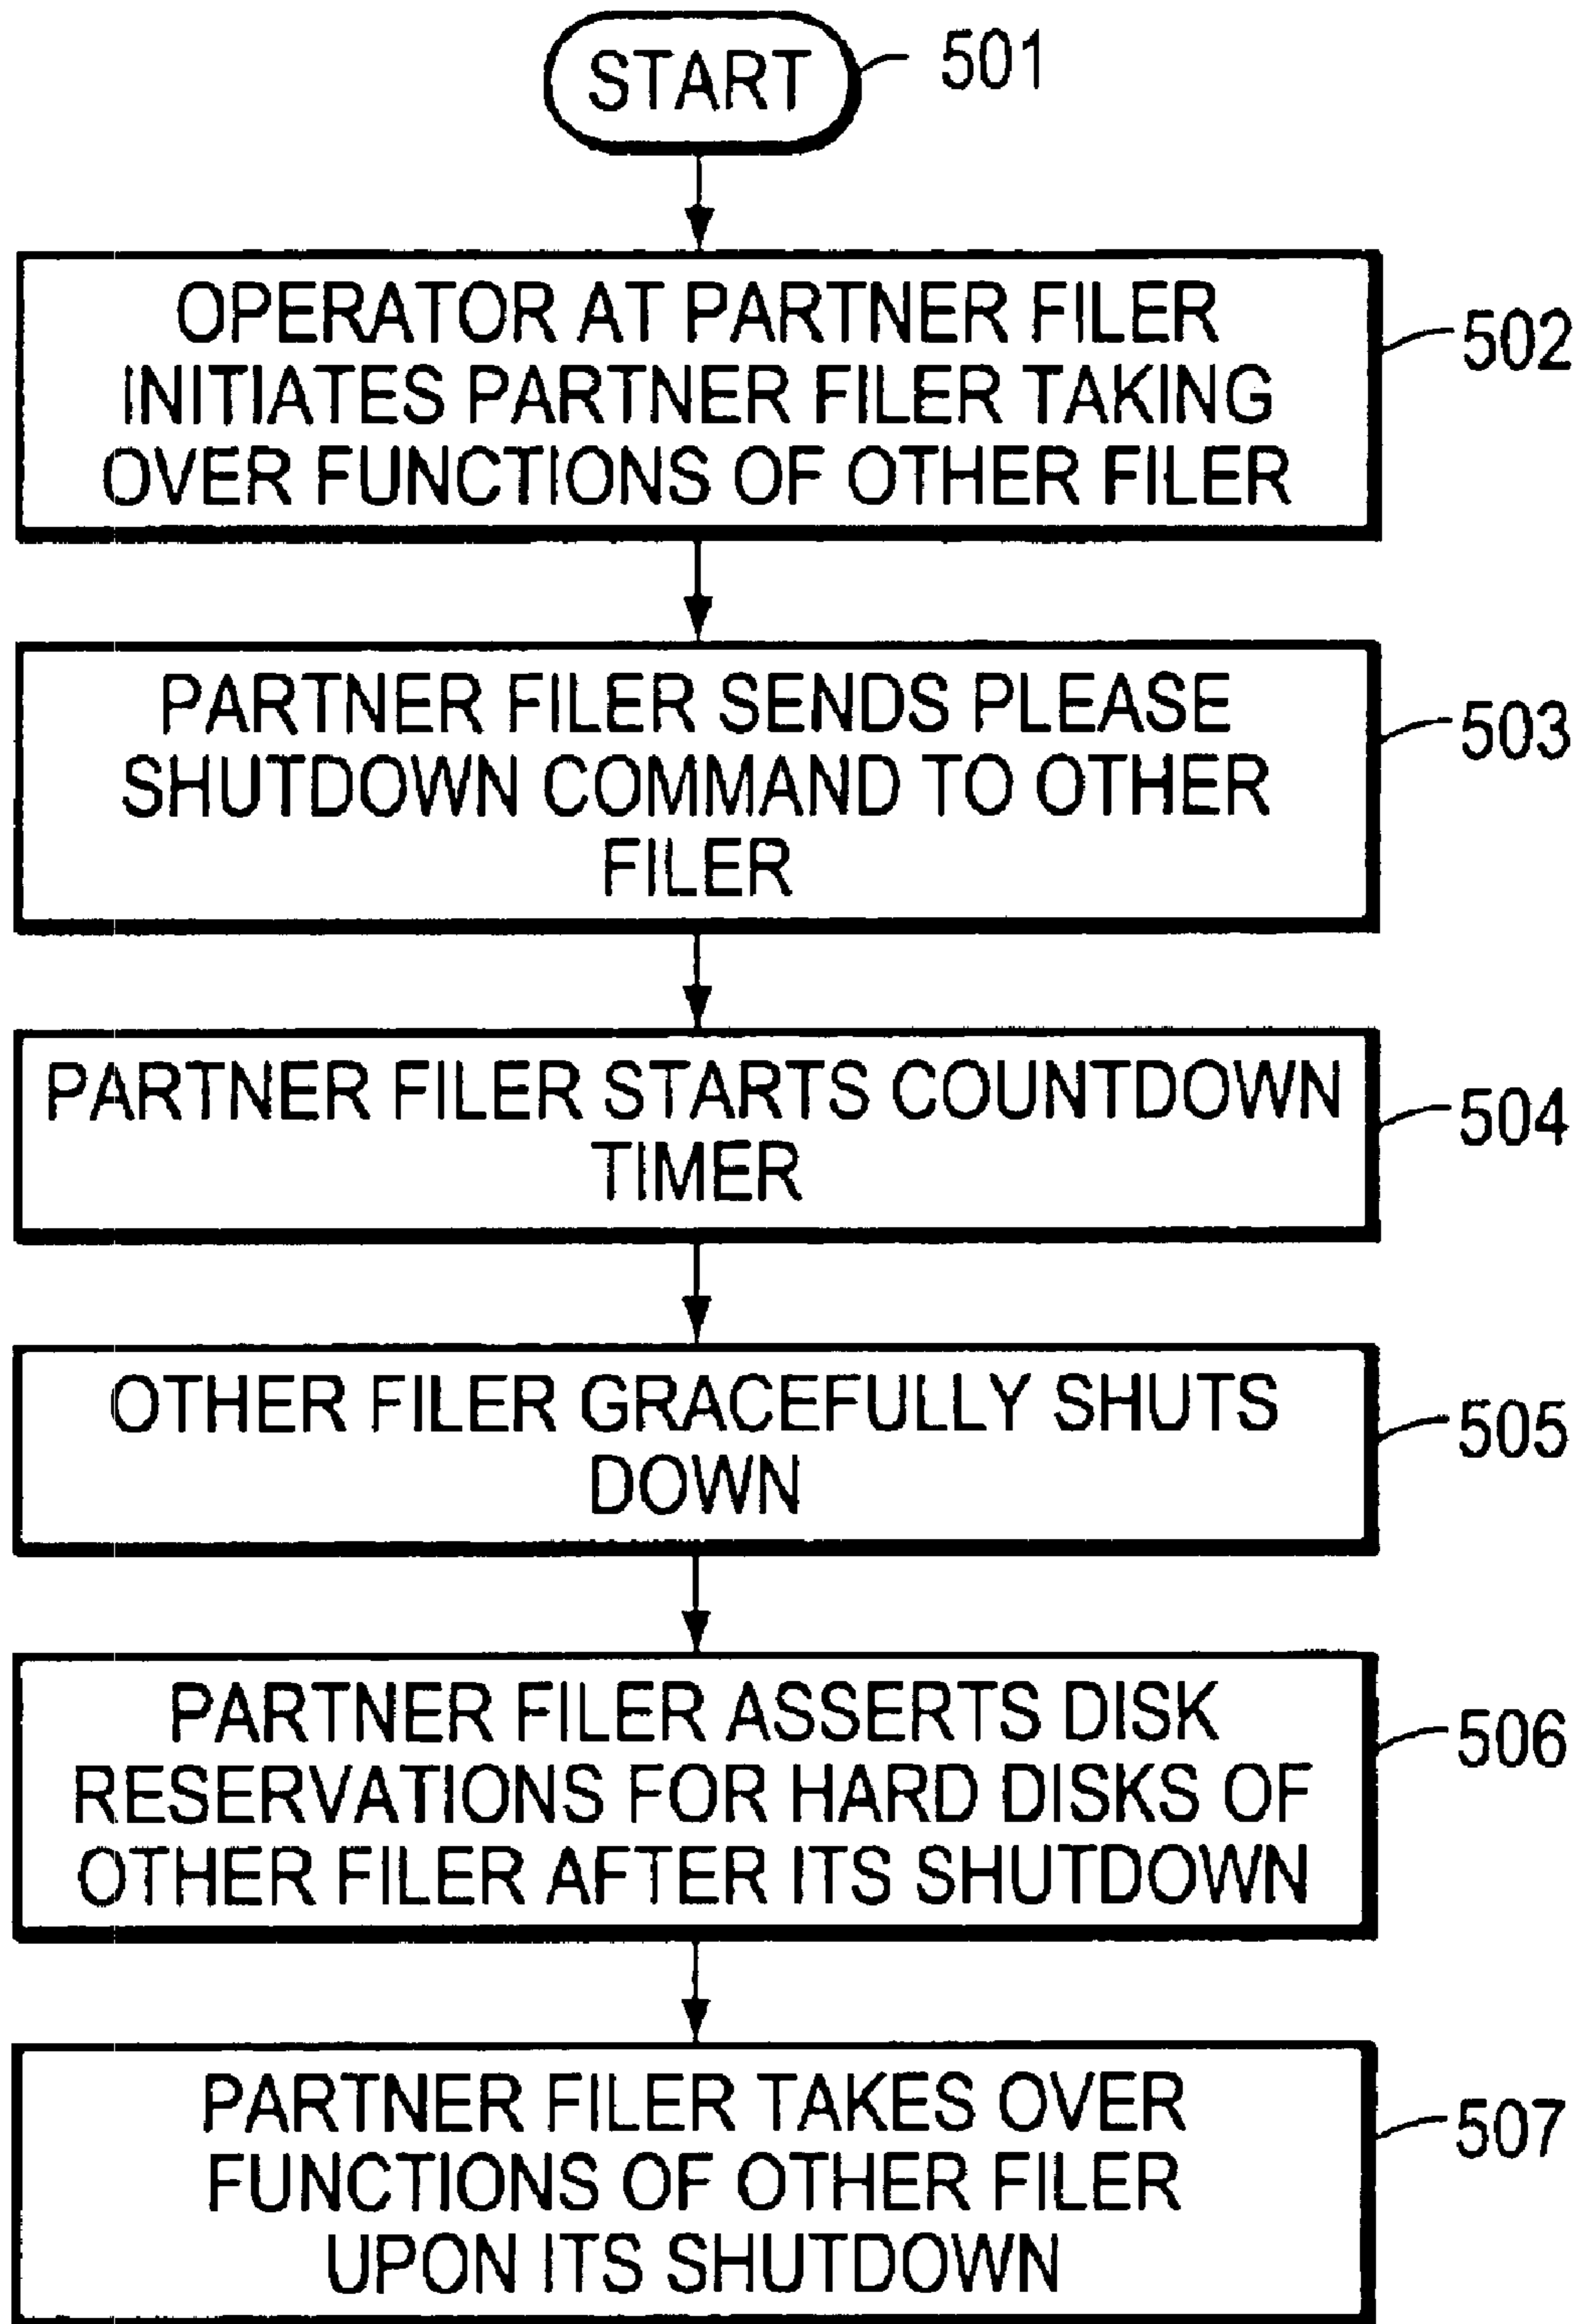 START
501
OPERATOR AT PARTNER FILER
INITIATES PARTNER FILER TAKING
OVER FUNCTIONS OF OTHER FILER
502
PARTNER FILER SENDS PLEASE
SHUTDOWN COMMAND TO OTHER
FILER
503
PARTNER FILER STARTS COUNTDOWN
TIMER
504
OTHER FILER GRACEFULLY SHUTS
DOWN
505
PARTNER FILER ASSERTS DISK
RESERVATIONS FOR HARD DISKS OF
OTHER FILER AFTER ITS SHUTDOWN
506
PARTNER FILER TAKES OVER
FUNCTIONS OF OTHER FILER
UPON ITS SHUTDOWN
507